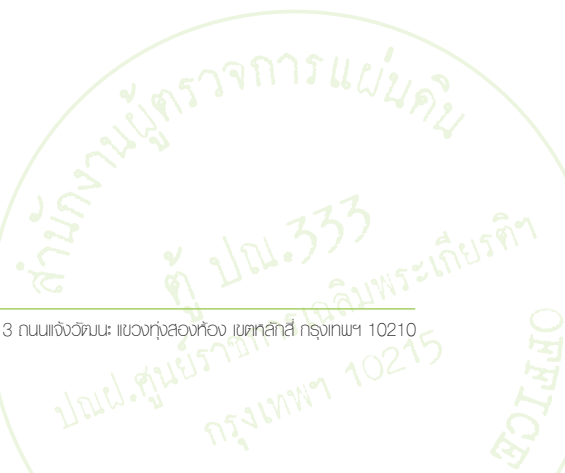 สำนักงานผู้ตรวจการแผ่นดิน
ตู้ ปณ.333
3 ถนนแจ้งวัฒนะ แขวงทุ่งสองห้อง เขตหลักสี่ กรุงเทพฯ 10210
ปณฝ.ศูนย์ราชการเฉลิมพระเกียรติฯ
กรุงเทพฯ 10215
OFFICE